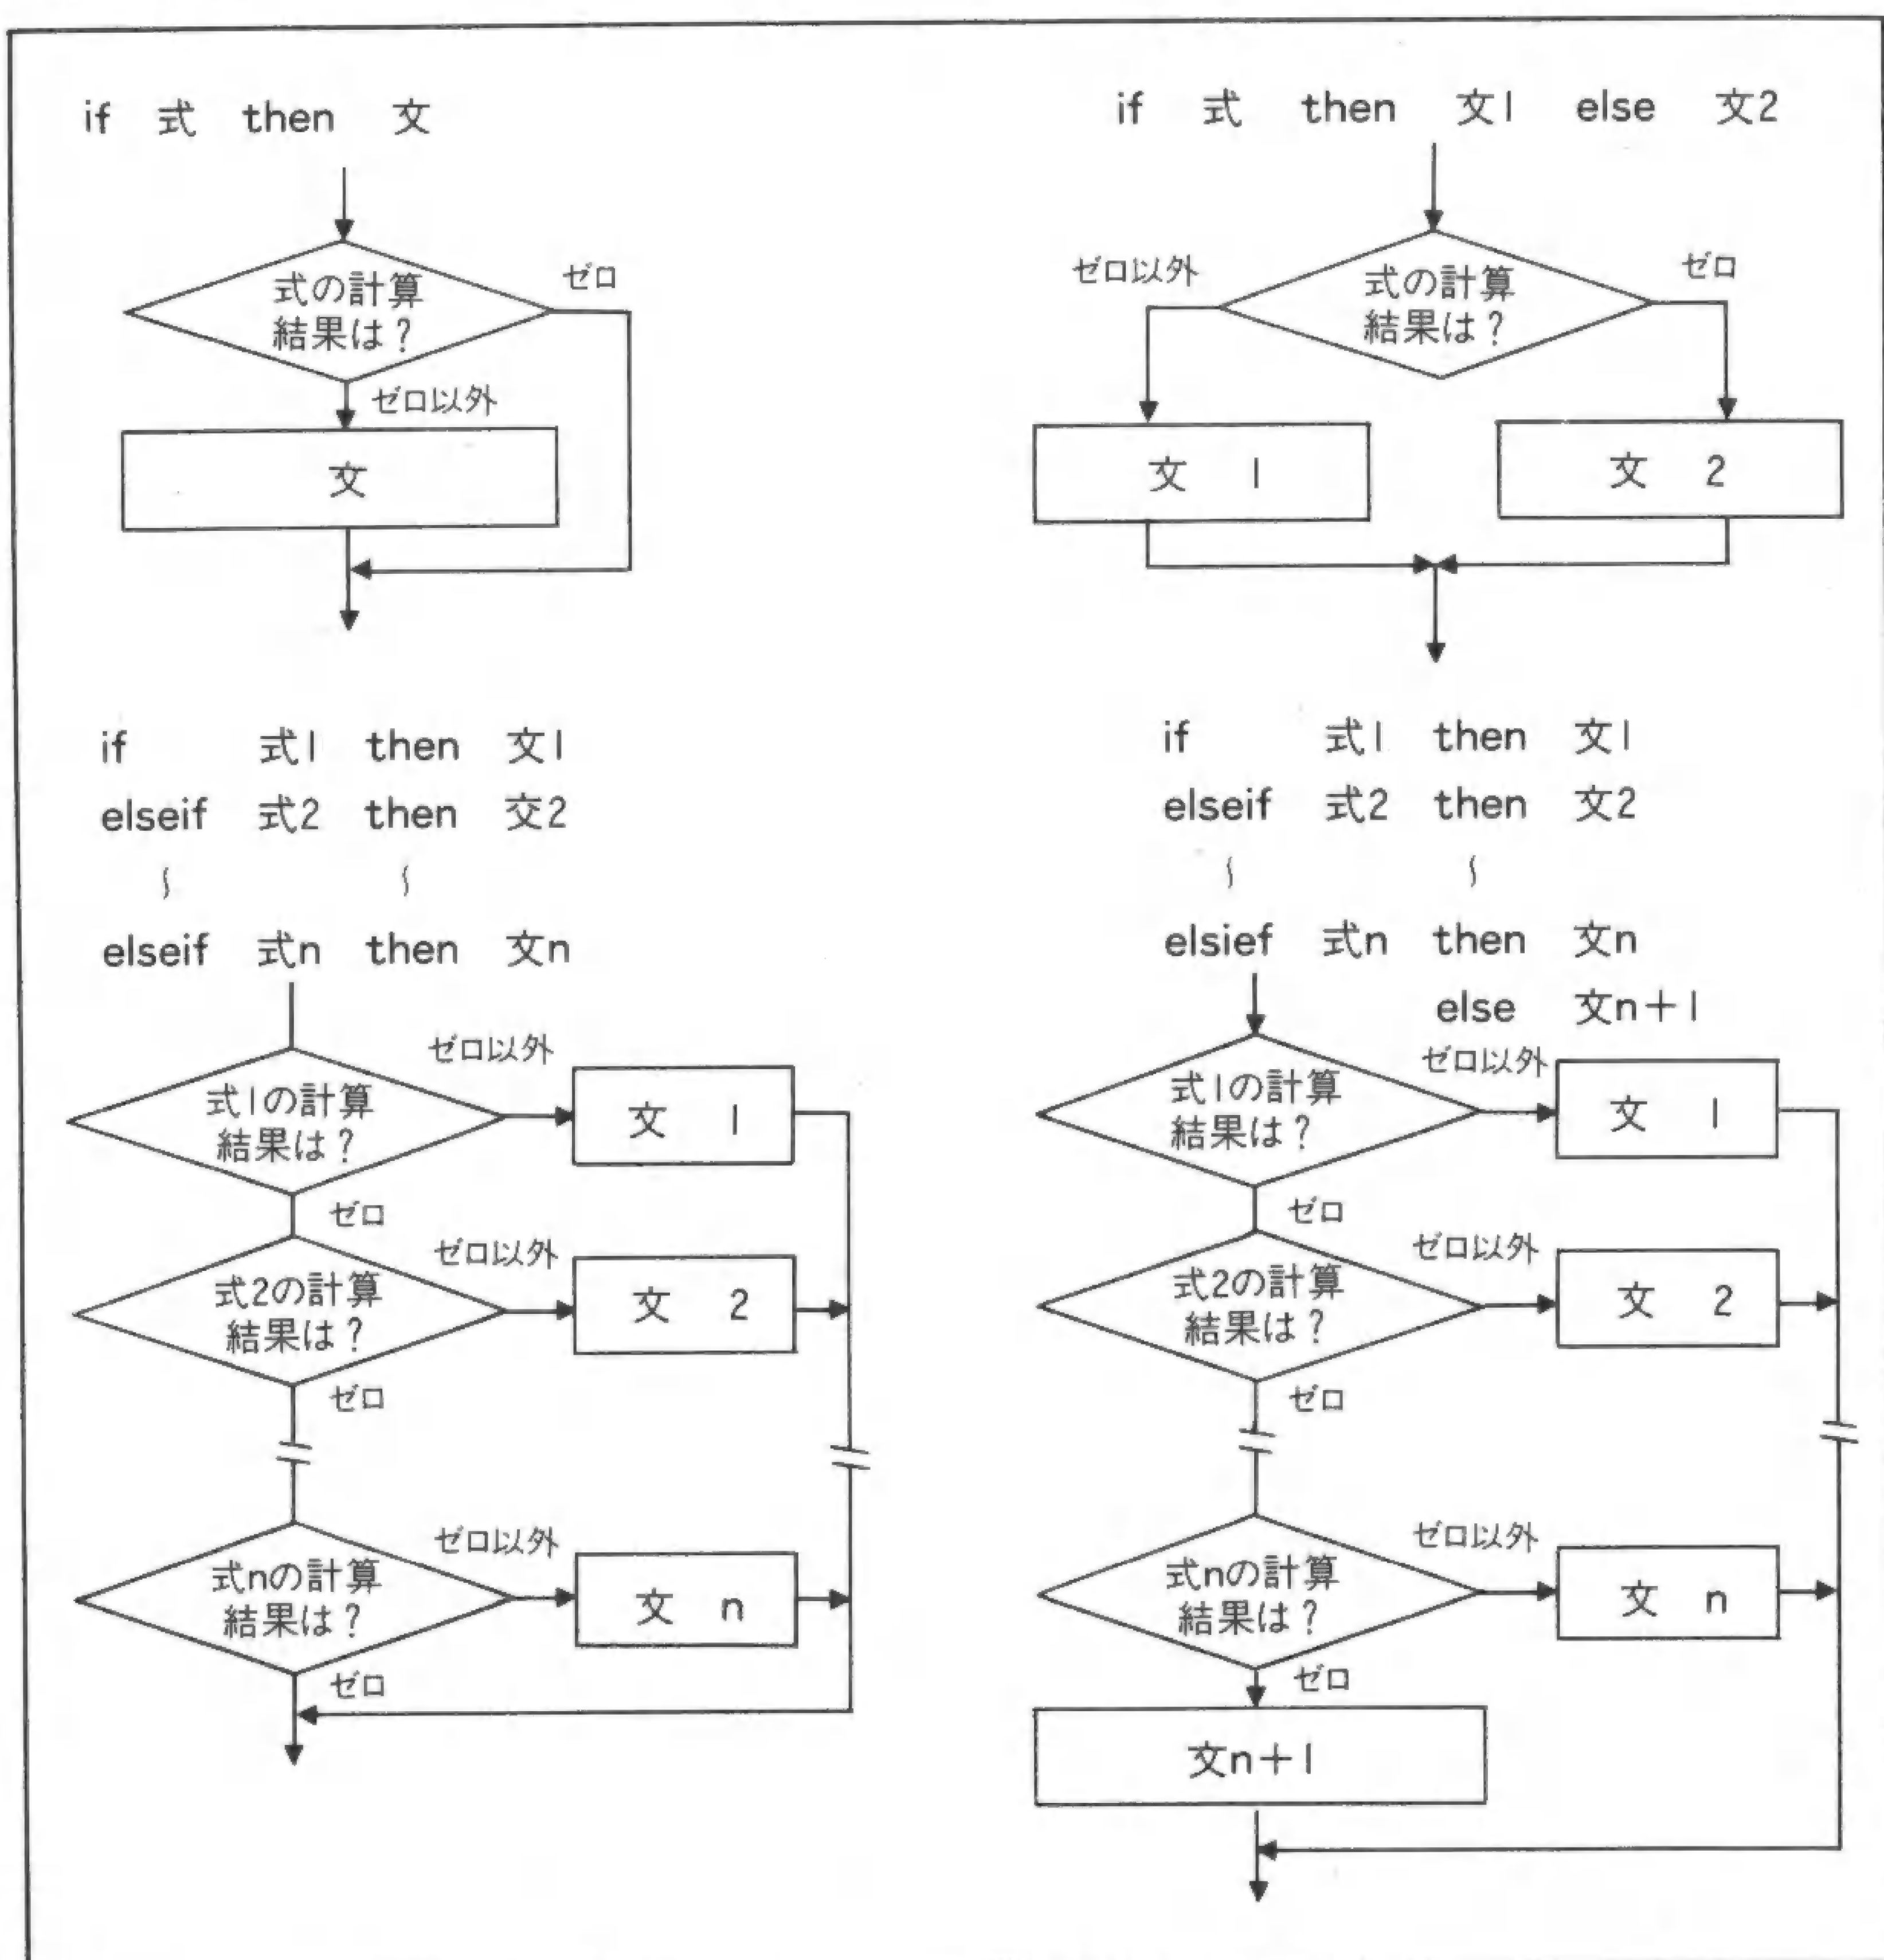 if 式 then 文
式の計算
結果は？
ゼロ
ゼロ以外
文
if 式 then 文1 else 文2
ゼロ以外
式の計算
結果は？
ゼロ
文 1
文 2
if 式1 then 文1
elseif 式2 then 交2
⌇ ⌇
elseif 式n then 文n
式1の計算
結果は？
ゼロ以外
文 1
ゼロ
式2の計算
結果は？
ゼロ以外
文 2
ゼロ
式nの計算
結果は？
ゼロ以外
文 n
ゼロ
if 式1 then 文1
elseif 式2 then 文2
⌇ ⌇
elsief 式n then 文n
else 文n+1
式1の計算
結果は？
ゼロ以外
文 1
ゼロ
式2の計算
結果は？
ゼロ以外
文 2
ゼロ
式nの計算
結果は？
ゼロ以外
文 n
ゼロ
文n+1